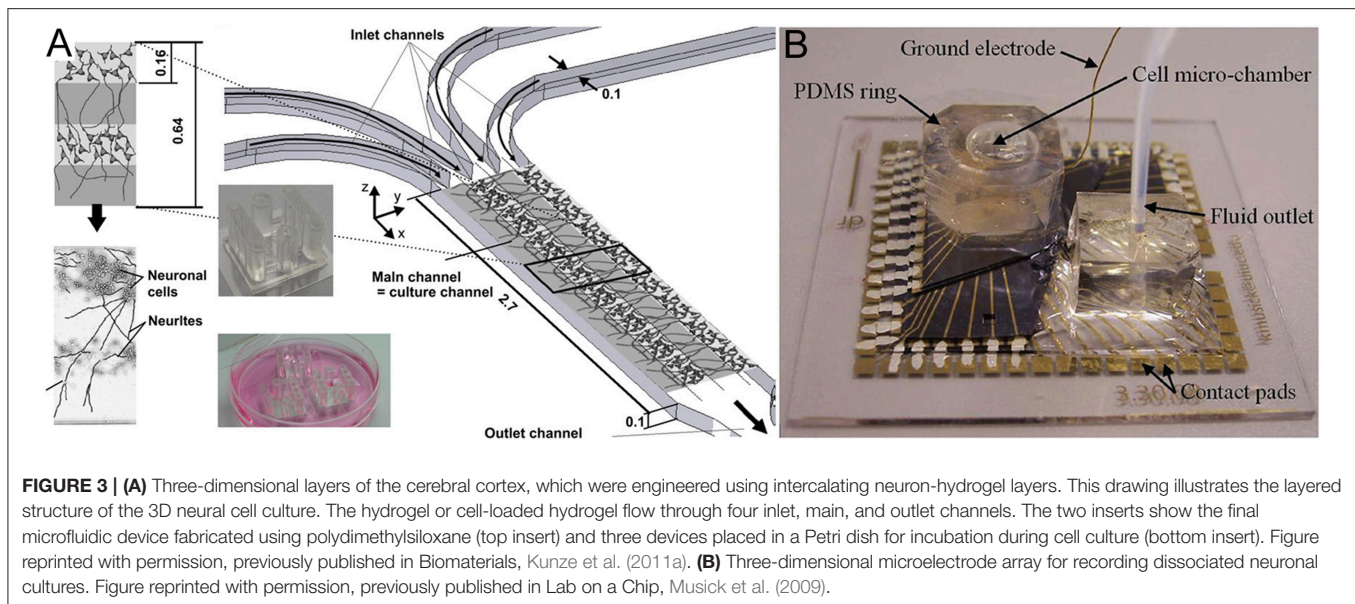 A
0.16
0.64
Neuronal
cells
Neurites
Inlet channels
0.1
z
y
x
Main channel
= culture channel
2.7
0.1
Outlet channel
B
Ground electrode
Cell micro-chamber
PDMS ring
Fluid outlet
Contact pads
FIGURE 3 | (A) Three-dimensional layers of the cerebral cortex, which were engineered using intercalating neuron-hydrogel layers. This drawing illustrates the layered
structure of the 3D neural cell culture. The hydrogel or cell-loaded hydrogel flow through four inlet, main, and outlet channels. The two inserts show the final
microfluidic device fabricated using polydimethylsiloxane (top insert) and three devices placed in a Petri dish for incubation during cell culture (bottom insert). Figure
reprinted with permission, previously published in Biomaterials, Kunze et al. (2011a). (B) Three-dimensional microelectrode array for recording dissociated neuronal
cultures. Figure reprinted with permission, previously published in Lab on a Chip, Musick et al. (2009).